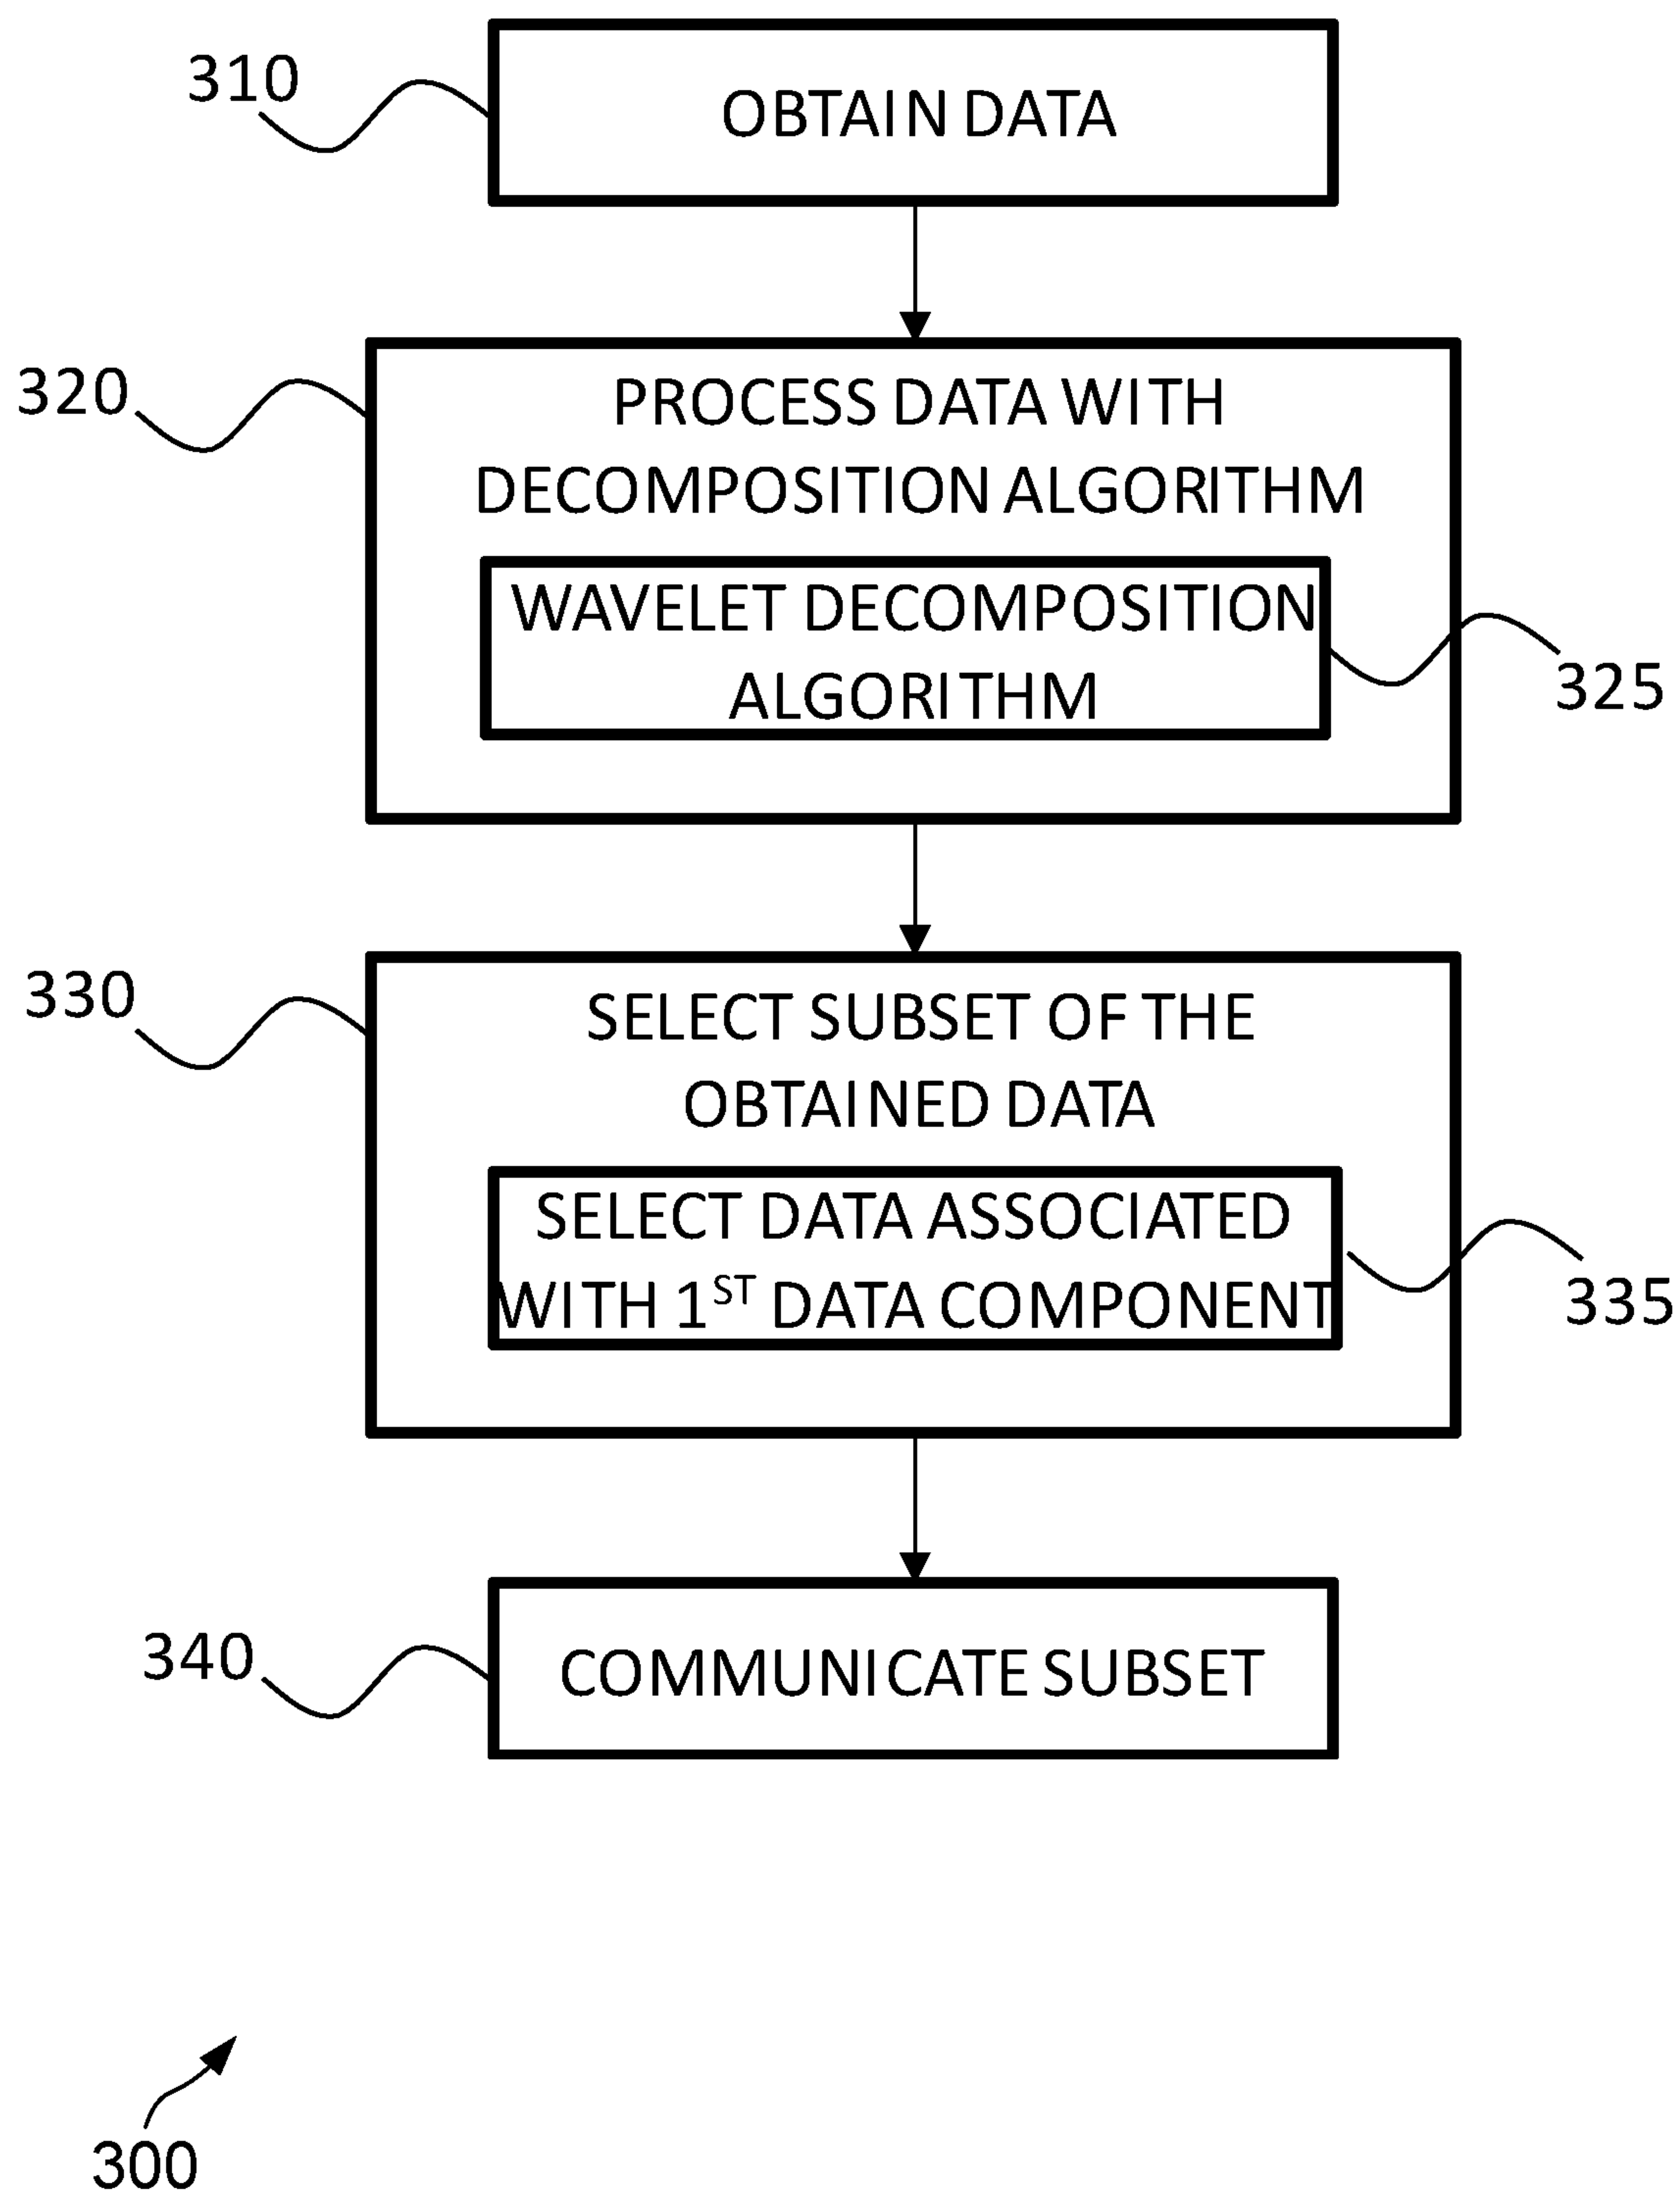 310
OBTAIN DATA
320
PROCESS DATA WITH
DECOMPOSITION ALGORITHM
WAVELET DECOMPOSITION
ALGORITHM
325
330
SELECT SUBSET OF THE
OBTAINED DATA
SELECT DATA ASSOCIATED
WITH 1ST DATA COMPONENT
335
340
COMMUNICATE SUBSET
300